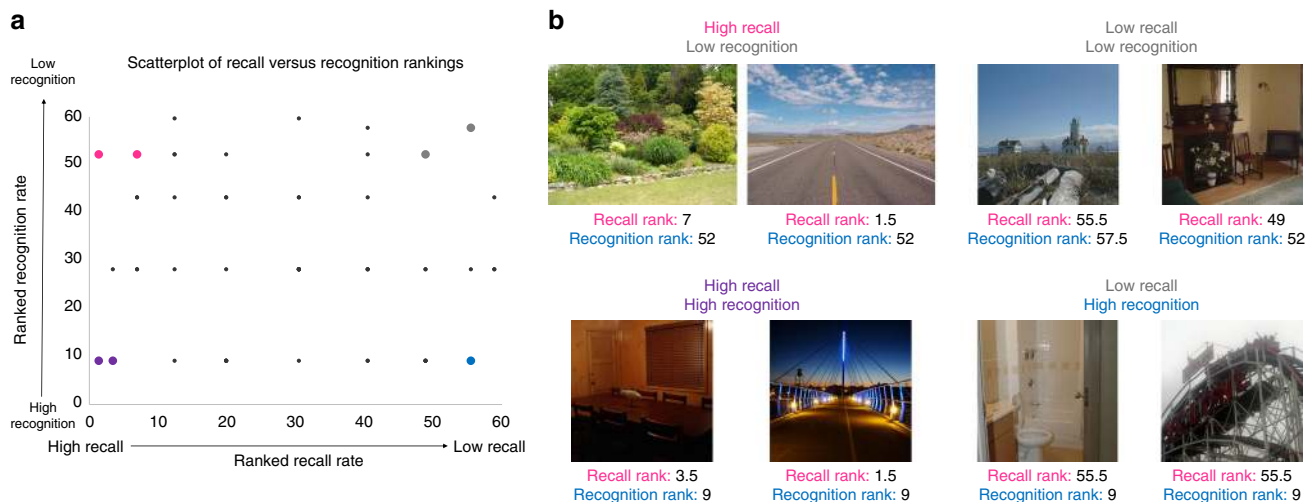 a
Scatterplot of recall versus recognition rankings
Low
recognition
60
50
40
30
20
10
0
Ranked recognition rate
High
recognition
0 10 20 30 40 50 60
High recall Low recall
Ranked recall rate
b
High recall
Low recognition
Recall rank: 7
Recognition rank: 52
Recall rank: 1.5
Recognition rank: 52
Low recall
Low recognition
Recall rank: 55.5
Recognition rank: 57.5
Recall rank: 49
Recognition rank: 52
High recall
High recognition
Recall rank: 3.5
Recognition rank: 9
Recall rank: 1.5
Recognition rank: 9
Low recall
High recognition
Recall rank: 55.5
Recognition rank: 9
Recall rank: 55.5
Recognition rank: 9